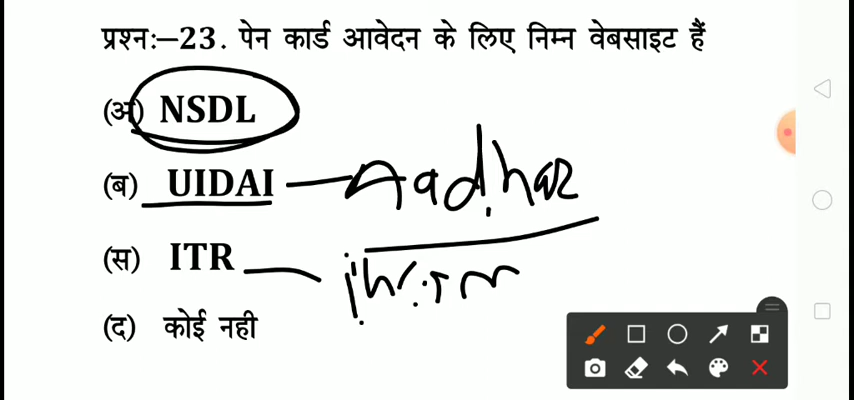 प्रश्नः–23. पेन कार्ड आवेदन के लिए निम्न वेबसाइट हैं
(अ) NSDL
(ब) UIDAI — Aadhar
(स) ITR
(द) कोई नही